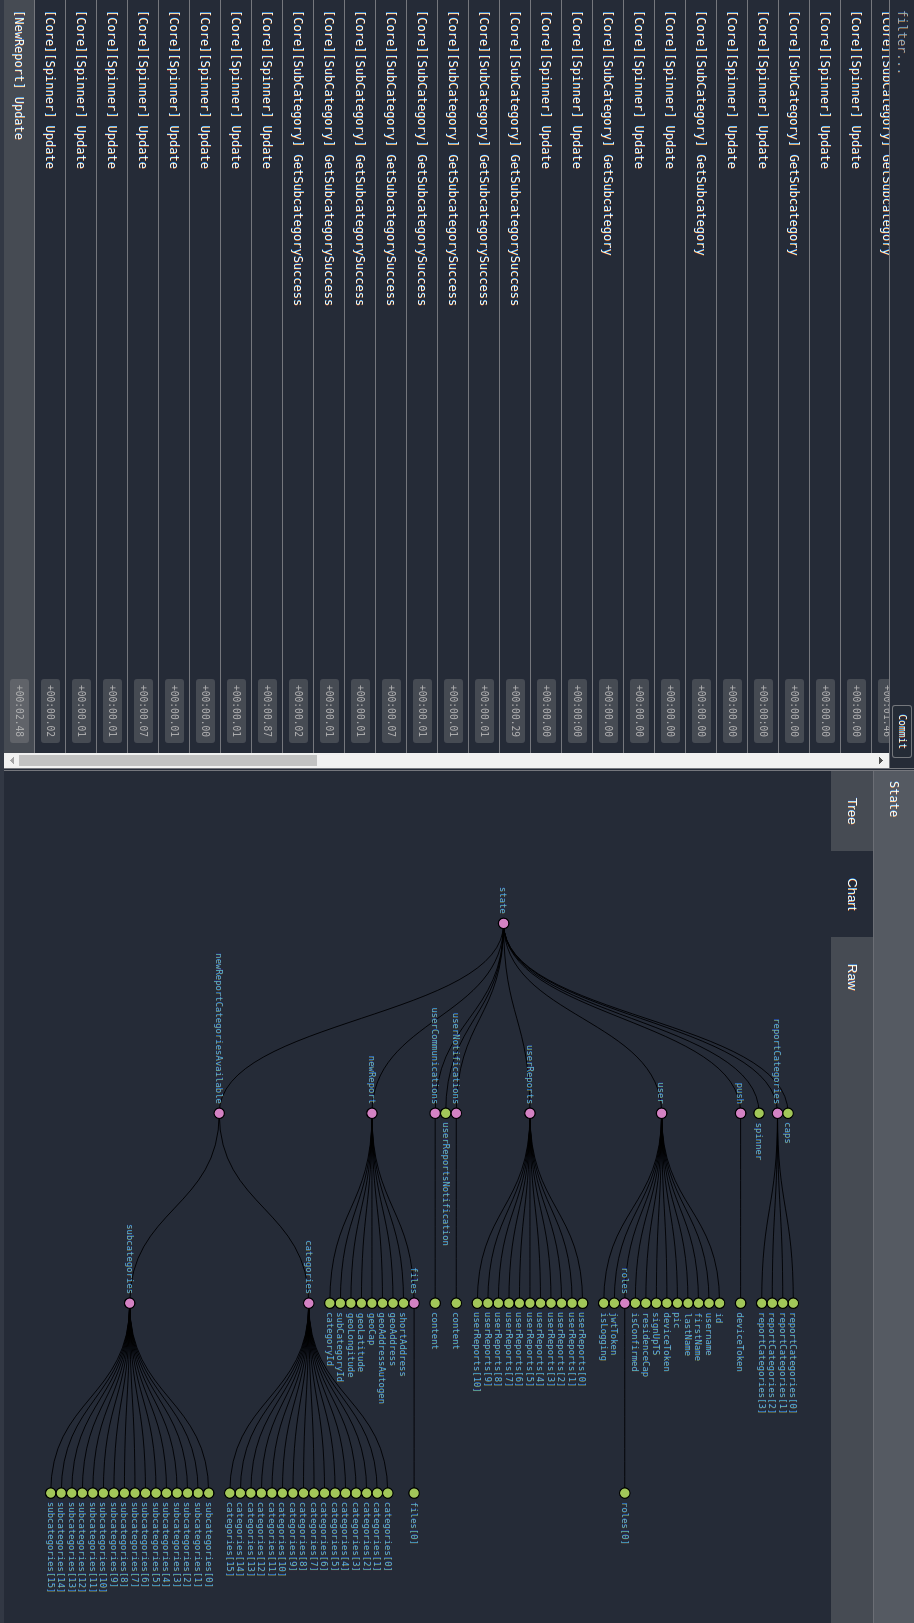 filter...
Commit
[Core][SubCategory] GetSubcategory +00:01.46
[Core][Spinner] Update +00:00.00
[Core][Spinner] Update +00:00.00
[Core][SubCategory] GetSubcategory +00:00.00
[Core][Spinner] Update +00:00.00
[Core][Spinner] Update +00:00.00
[Core][SubCategory] GetSubcategory +00:00.00
[Core][Spinner] Update +00:00.00
[Core][Spinner] Update +00:00.00
[Core][SubCategory] GetSubcategory +00:00.00
[Core][Spinner] Update +00:00.00
[Core][Spinner] Update +00:00.00
[Core][SubCategory] GetSubcategorySuccess +00:00.29
[Core][SubCategory] GetSubcategorySuccess +00:00.01
[Core][SubCategory] GetSubcategorySuccess +00:00.01
[Core][SubCategory] GetSubcategorySuccess +00:00.01
[Core][SubCategory] GetSubcategorySuccess +00:00.07
[Core][SubCategory] GetSubcategorySuccess +00:00.01
[Core][SubCategory] GetSubcategorySuccess +00:00.01
[Core][SubCategory] GetSubcategorySuccess +00:00.02
[Core][Spinner] Update +00:00.87
[Core][Spinner] Update +00:00.01
[Core][Spinner] Update +00:00.00
[Core][Spinner] Update +00:00.01
[Core][Spinner] Update +00:00.07
[Core][Spinner] Update +00:00.01
[Core][Spinner] Update +00:00.01
[Core][Spinner] Update +00:00.02
[NewReport] Update +00:02.48
State
Tree Chart Raw
state
caps
reportCategories
reportCategories[0]
reportCategories[1]
reportCategories[2]
reportCategories[3]
spinner
push
deviceToken
user
id
username
firstName
lastName
pic
deviceToken
signUpTS
residenceCap
isConfirmed
roles
roles[0]
jwtToken
isLogging
userReports
userReports[0]
userReports[1]
userReports[2]
userReports[3]
userReports[4]
userReports[5]
userReports[6]
userReports[7]
userReports[8]
userReports[9]
userReports[10]
userNotifications
content
userReportsNotification
userCommunications
content
newReport
files
files[0]
shortAddress
geoAddress
geoAddressAutogen
geoCap
geoLatitude
geoLongitude
subCategoryId
categoryId
newReportCategoriesAvailable
categories
categories[0]
categories[1]
categories[2]
categories[3]
categories[4]
categories[5]
categories[6]
categories[7]
categories[8]
categories[9]
categories[10]
categories[11]
categories[12]
categories[13]
categories[14]
categories[15]
subcategories
subcategories[0]
subcategories[1]
subcategories[2]
subcategories[3]
subcategories[4]
subcategories[5]
subcategories[6]
subcategories[7]
subcategories[8]
subcategories[9]
subcategories[10]
subcategories[11]
subcategories[12]
subcategories[13]
subcategories[14]
subcategories[15]